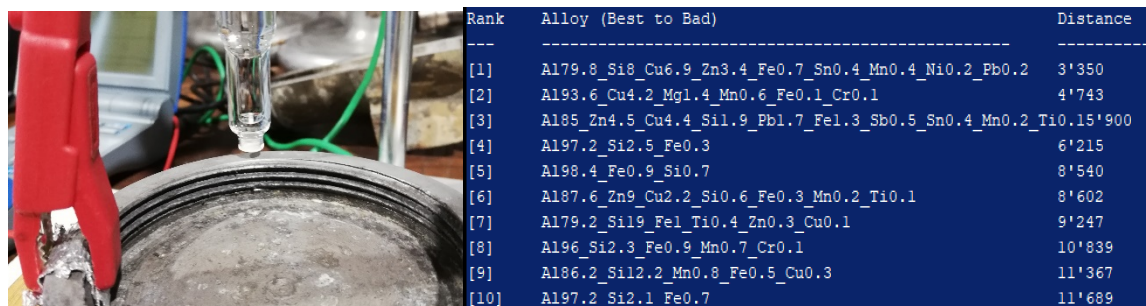 Rank Alloy (Best to Bad) Distance
--- -------------------------------------------------- ----------
[1] Al79.8_Si8_Cu6.9_Zn3.4_Fe0.7_Sn0.4_Mn0.4_Ni0.2_Pb0.2 3'350
[2] Al93.6_Cu4.2_Mg1.4_Mn0.6_Fe0.1_Cr0.1 4'743
[3] Al85_Zn4.5_Cu4.4_Si1.9_Pb1.7_Fe1.3_Sb0.5_Sn0.4_Mn0.2_Ti0.15'900
[4] Al97.2_Si2.5_Fe0.3 6'215
[5] Al98.4_Fe0.9_Si0.7 8'540
[6] Al87.6_Zn9_Cu2.2_Si0.6_Fe0.3_Mn0.2_Ti0.1 8'602
[7] Al79.2_Si19_Fe1_Ti0.4_Zn0.3_Cu0.1 9'247
[8] Al96_Si2.3_Fe0.9_Mn0.7_Cr0.1 10'839
[9] Al86.2_Si12.2_Mn0.8_Fe0.5_Cu0.3 11'367
[10] Al97.2_Si2.1_Fe0.7 11'689